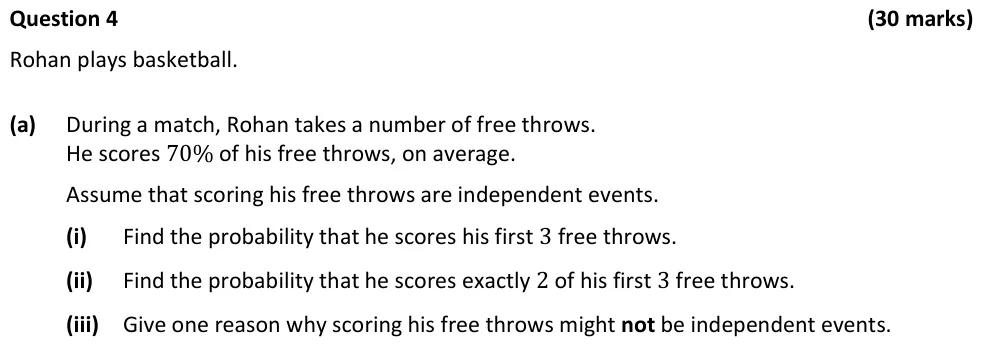 Question 4 (30 marks)
Rohan plays basketball.
(a) During a match, Rohan takes a number of free throws.
He scores 70% of his free throws, on average.
Assume that scoring his free throws are independent events.
(i) Find the probability that he scores his first 3 free throws.
(ii) Find the probability that he scores exactly 2 of his first 3 free throws.
(iii) Give one reason why scoring his free throws might not be independent events.